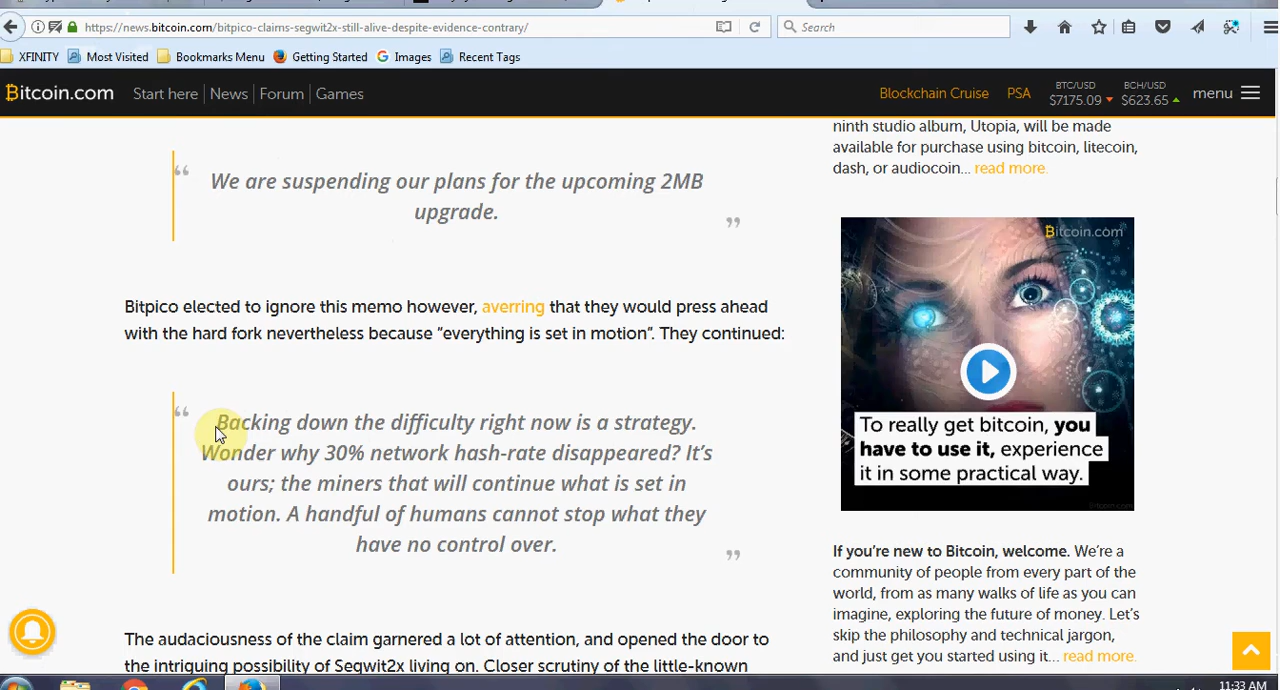 https://news.bitcoin.com/bitpico-claims-segwit2x-still-alive-despite-evidence-contrary/
Search
XFINITY
Most Visited
Bookmarks Menu
Getting Started
Images
Recent Tags
Bitcoin.com
Start here
News
Forum
Games
Blockchain Cruise
PSA
BTC/USD
$7175.09
BCH/USD
$623.65
menu
“
We are suspending our plans for the upcoming 2MB
upgrade.
”
Bitpico elected to ignore this memo however, averring that they would press ahead
with the hard fork nevertheless because “everything is set in motion”. They continued:
“
Backing down the difficulty right now is a strategy.
Wonder why 30% network hash-rate disappeared? It’s
ours; the miners that will continue what is set in
motion. A handful of humans cannot stop what they
have no control over.
”
The audaciousness of the claim garnered a lot of attention, and opened the door to
the intriguing possibility of Segwit2x living on. Closer scrutiny of the little-known
ninth studio album, Utopia, will be made
available for purchase using bitcoin, litecoin,
dash, or audiocoin... read more.
Bitcoin.com
To really get bitcoin, you
have to use it, experience
it in some practical way.
If you’re new to Bitcoin, welcome. We’re a
community of people from every part of the
world, from as many walks of life as you can
imagine, exploring the future of money. Let’s
skip the philosophy and technical jargon,
and just get you started using it... read more.
11:33 AM